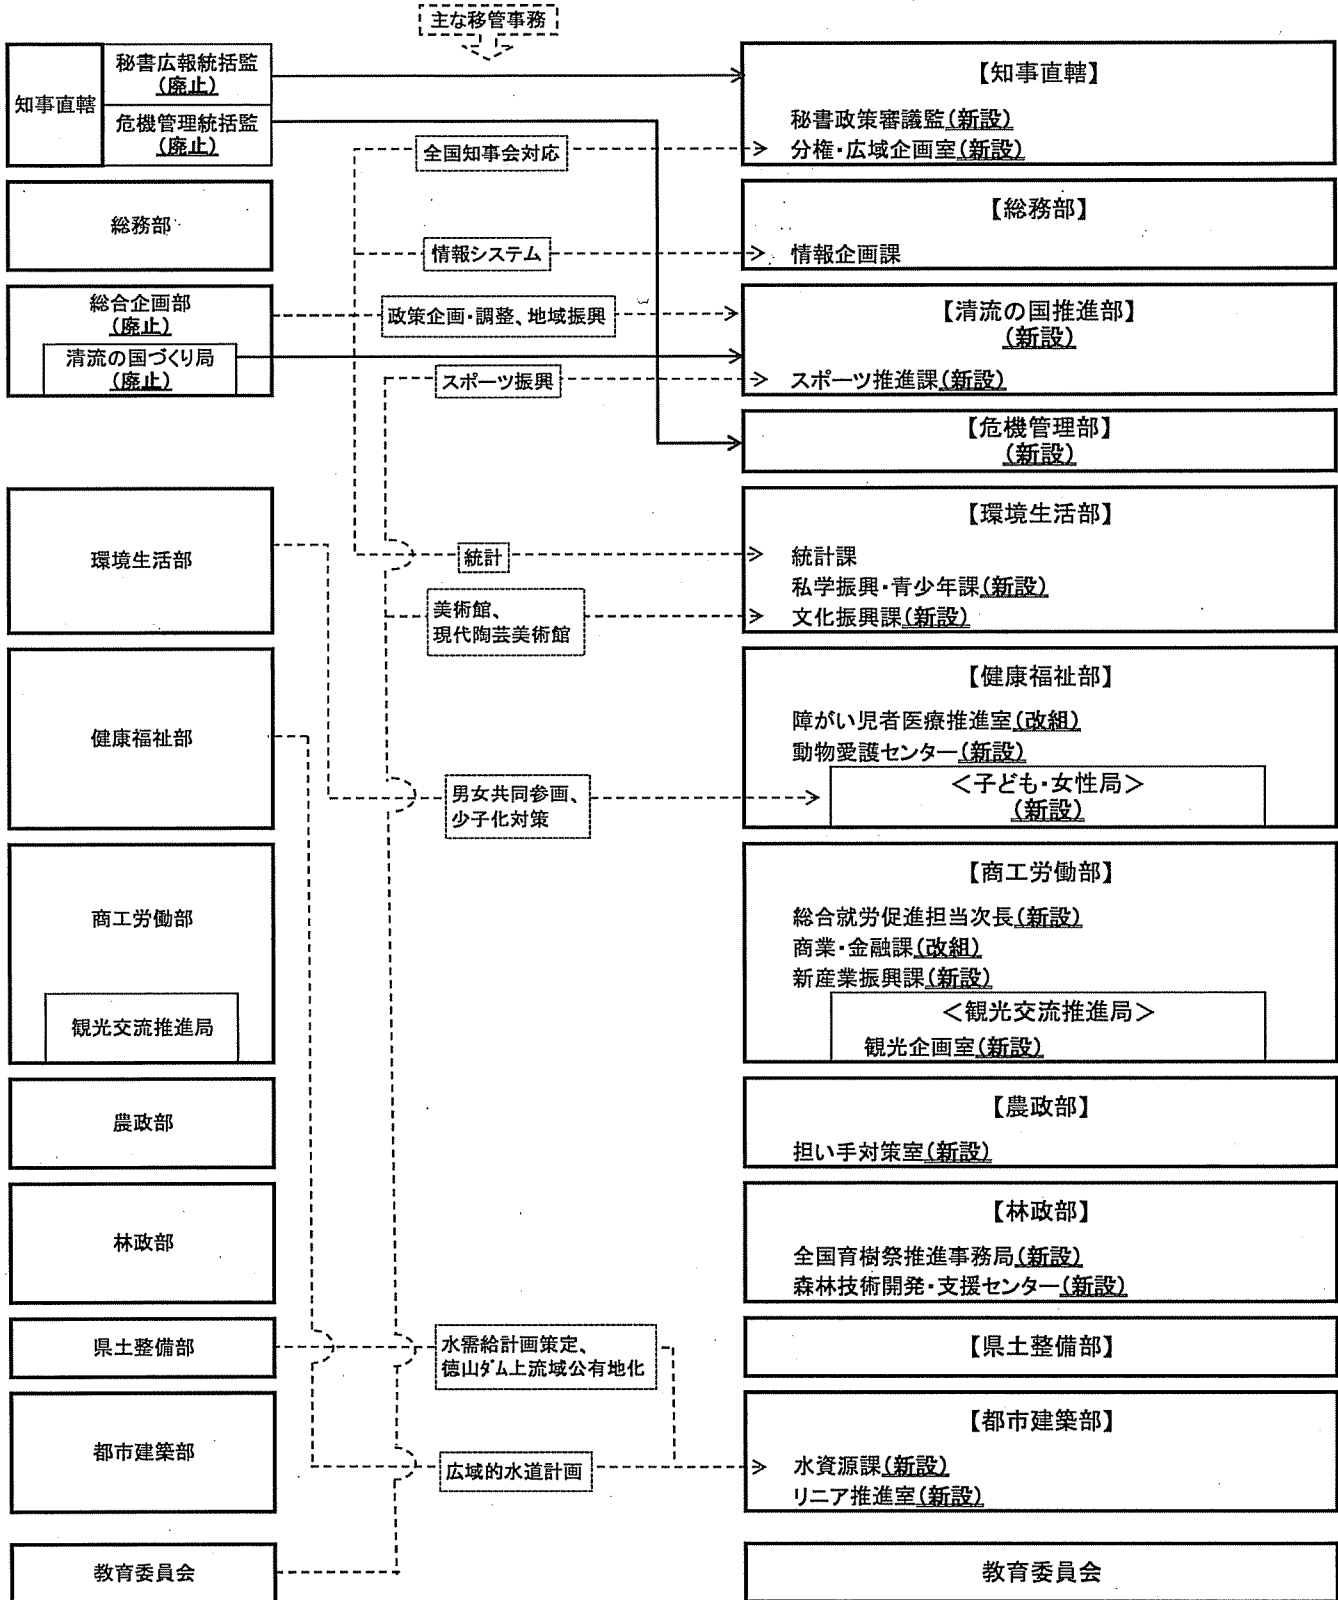 主な移管事務
知事直轄
秘書広報統括監
(廃止)
危機管理統括監
(廃止)
総務部
総合企画部
(廃止)
清流の国づくり局
(廃止)
環境生活部
健康福祉部
商工労働部
観光交流推進局
農政部
林政部
県土整備部
都市建築部
教育委員会
全国知事会対応
情報システム
政策企画・調整、地域振興
スポーツ振興
統計
美術館、
現代陶芸美術館
男女共同参画、
少子化対策
水需給計画策定、
徳山ダム上流域公有地化
広域的水道計画
【知事直轄】
秘書政策審議監(新設)
分権・広域企画室(新設)
【総務部】
情報企画課
【清流の国推進部】
(新設)
スポーツ推進課(新設)
【危機管理部】
(新設)
【環境生活部】
統計課
私学振興・青少年課(新設)
文化振興課(新設)
【健康福祉部】
障がい児者医療推進室(改組)
動物愛護センター(新設)
＜子ども・女性局＞
(新設)
【商工労働部】
総合就労促進担当次長(新設)
商業・金融課(改組)
新産業振興課(新設)
＜観光交流推進局＞
観光企画室(新設)
【農政部】
担い手対策室(新設)
【林政部】
全国育樹祭推進事務局(新設)
森林技術開発・支援センター(新設)
【県土整備部】
【都市建築部】
水資源課(新設)
リニア推進室(新設)
教育委員会